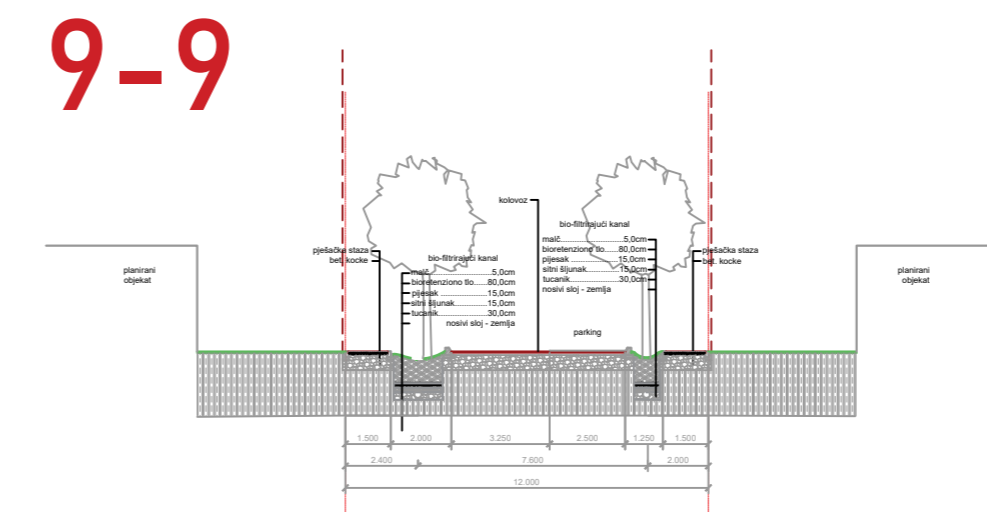 9-9
kolovoz
bio-filtrirajući kanal
malč 5,0cm
bioretenziono tlo 80,0cm
pijesak 15,0cm
sitni šljunak 15,0cm
tucanik 30,0cm
nosivi sloj - zemlja
pješačka staza
bet. kocke
bio-filtrirajući kanal
malč 5,0cm
bioretenziono tlo 80,0cm
pijesak 15,0cm
sitni šljunak 15,0cm
tucanik 30,0cm
nosivi sloj - zemlja
pješačka staza
bet. kocke
planirani
objekat
planirani
objekat
parking
1.500 2.000 3.250 2.500 1.250 1.500
2.400 7.600 2.000
12.000